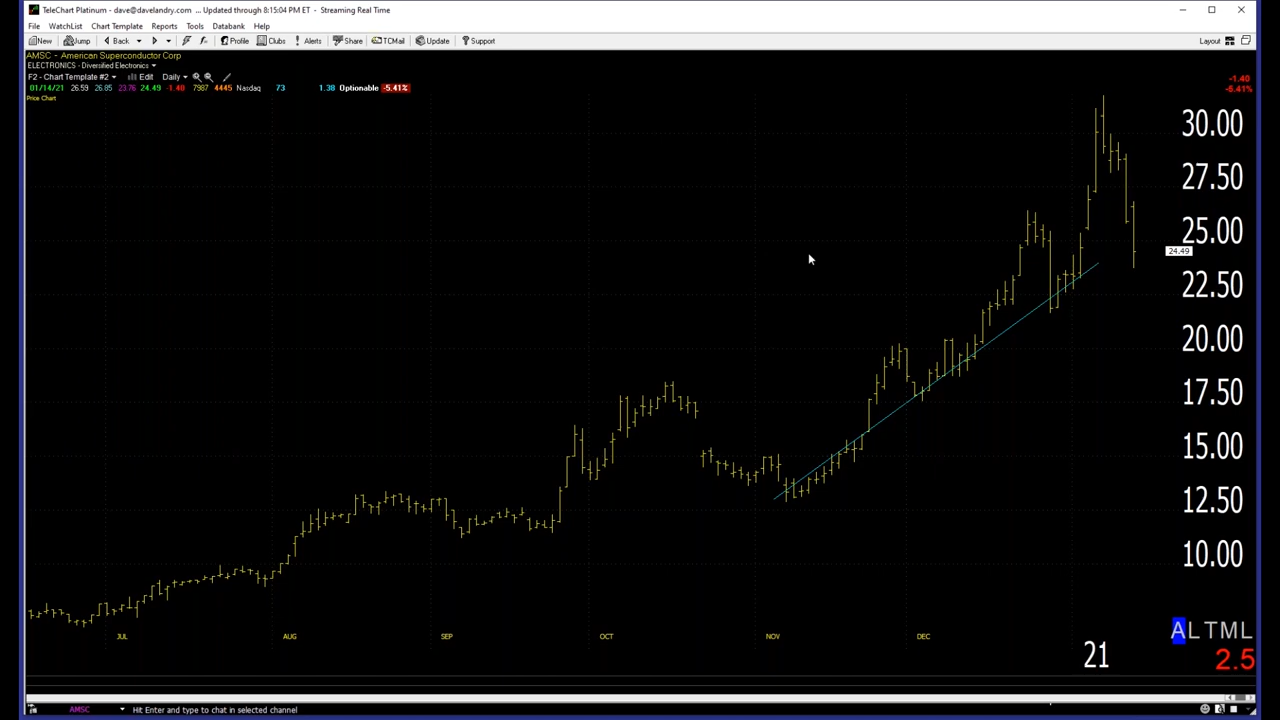 TeleChart Platinum - dave@davelandry.com ... Updated through 8:15:04 PM ET - Streaming Real Time
File WatchList Chart Template Reports Tools Databank Help
New Jump Back Profile Clubs Alerts Share TCMail Update Support Layout
AMSC - American Superconductor Corp
ELECTRONICS - Diversified Electronics
F2 - Chart Template #2 Edit Daily
-1.40
01/14/21 26.59 26.85 23.76 24.49 -1.40 7987 4445 Nasdaq 73 1.38 Optionable -5.41% -5.41%
Price Chart
30.00
27.50
25.00
24.49
22.50
20.00
17.50
15.00
12.50
10.00
ALTML
JUL AUG SEP OCT NOV DEC 21
2.5
AMSC Hit Enter and type to chat in selected channel